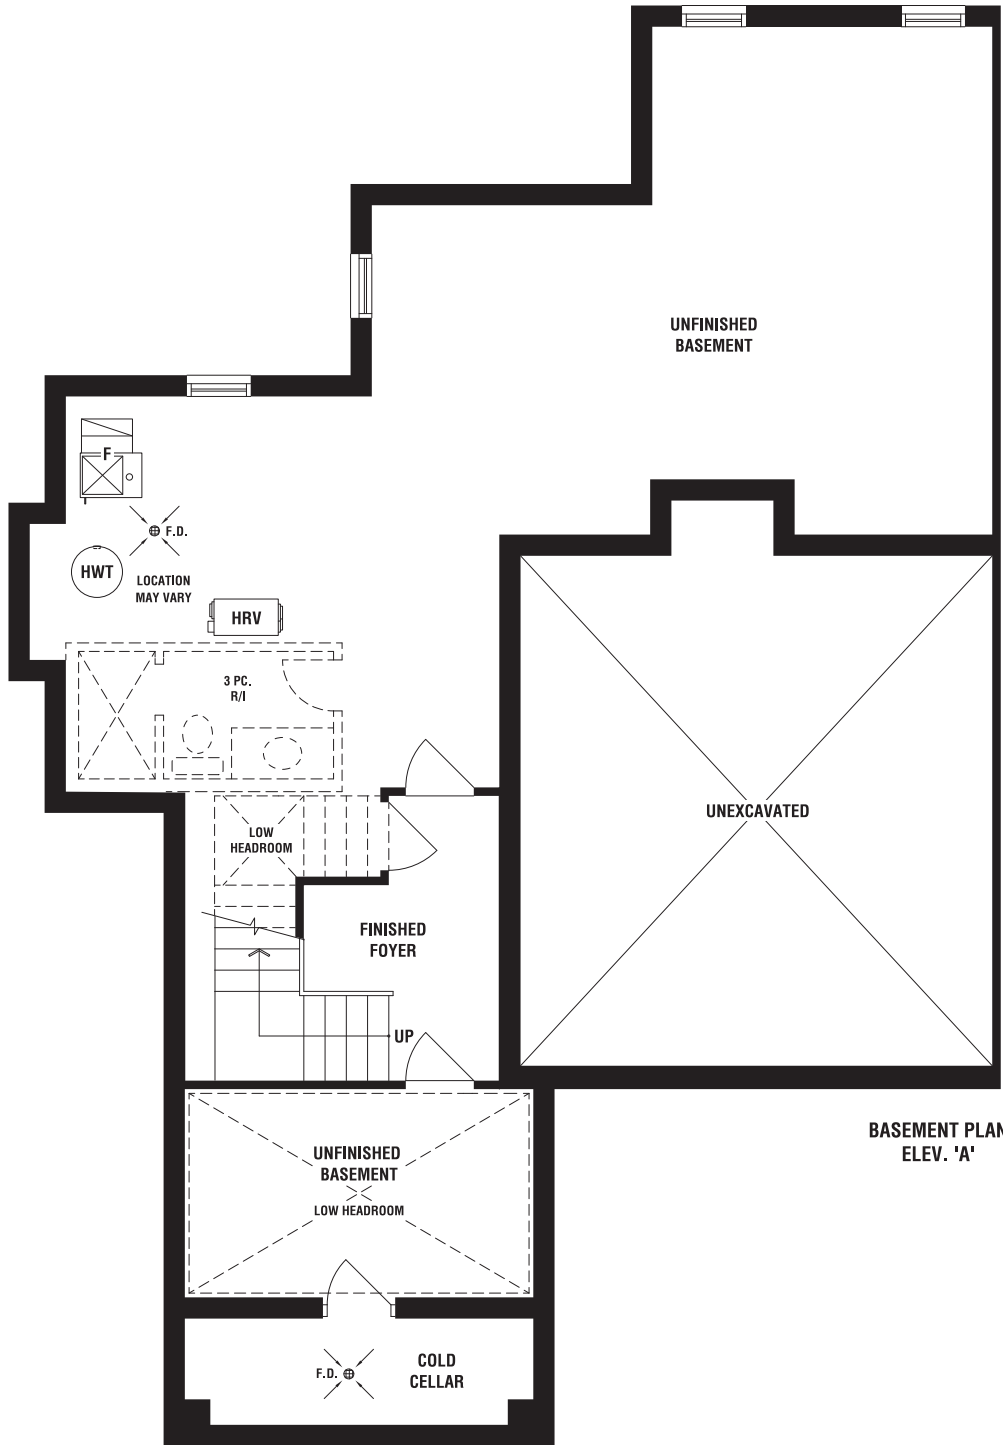 UNFINISHED
BASEMENT
F
F.D.
HWT
LOCATION
MAY VARY
HRV
3 PC.
R/I
UNEXCAVATED
LOW
HEADROOM
FINISHED
FOYER
UP
BASEMENT PLAN
ELEV. 'A'
UNFINISHED
BASEMENT
LOW HEADROOM
F.D.
COLD
CELLAR